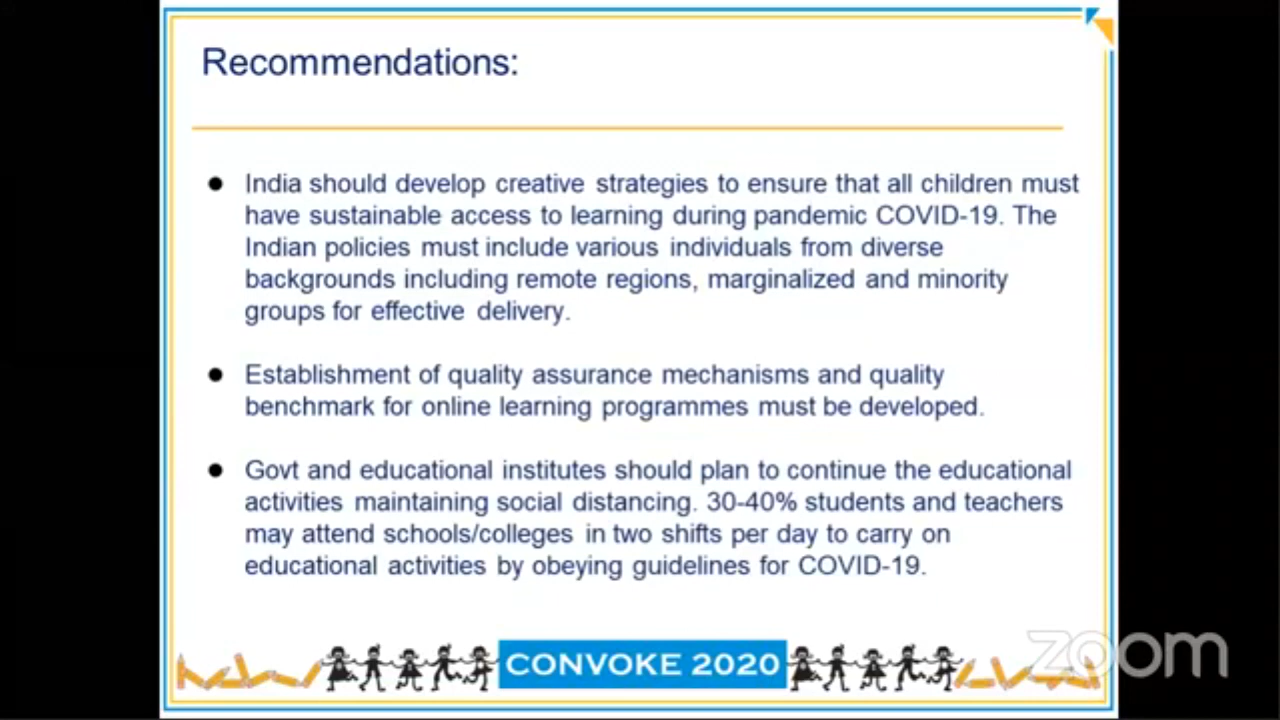 Recommendations:
● India should develop creative strategies to ensure that all children must
have sustainable access to learning during pandemic COVID-19. The
Indian policies must include various individuals from diverse
backgrounds including remote regions, marginalized and minority
groups for effective delivery.
● Establishment of quality assurance mechanisms and quality
benchmark for online learning programmes must be developed.
● Govt and educational institutes should plan to continue the educational
activities maintaining social distancing. 30-40% students and teachers
may attend schools/colleges in two shifts per day to carry on
educational activities by obeying guidelines for COVID-19.
CONVOKE 2020
zoom